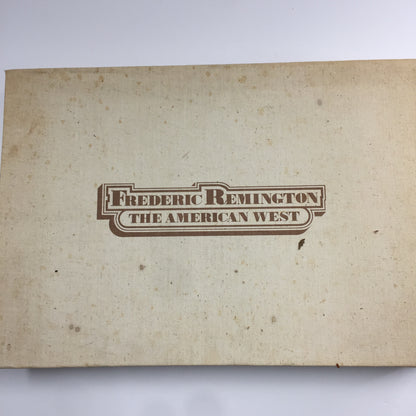 FREDERIC REMINGTON
THE AMERICAN WEST